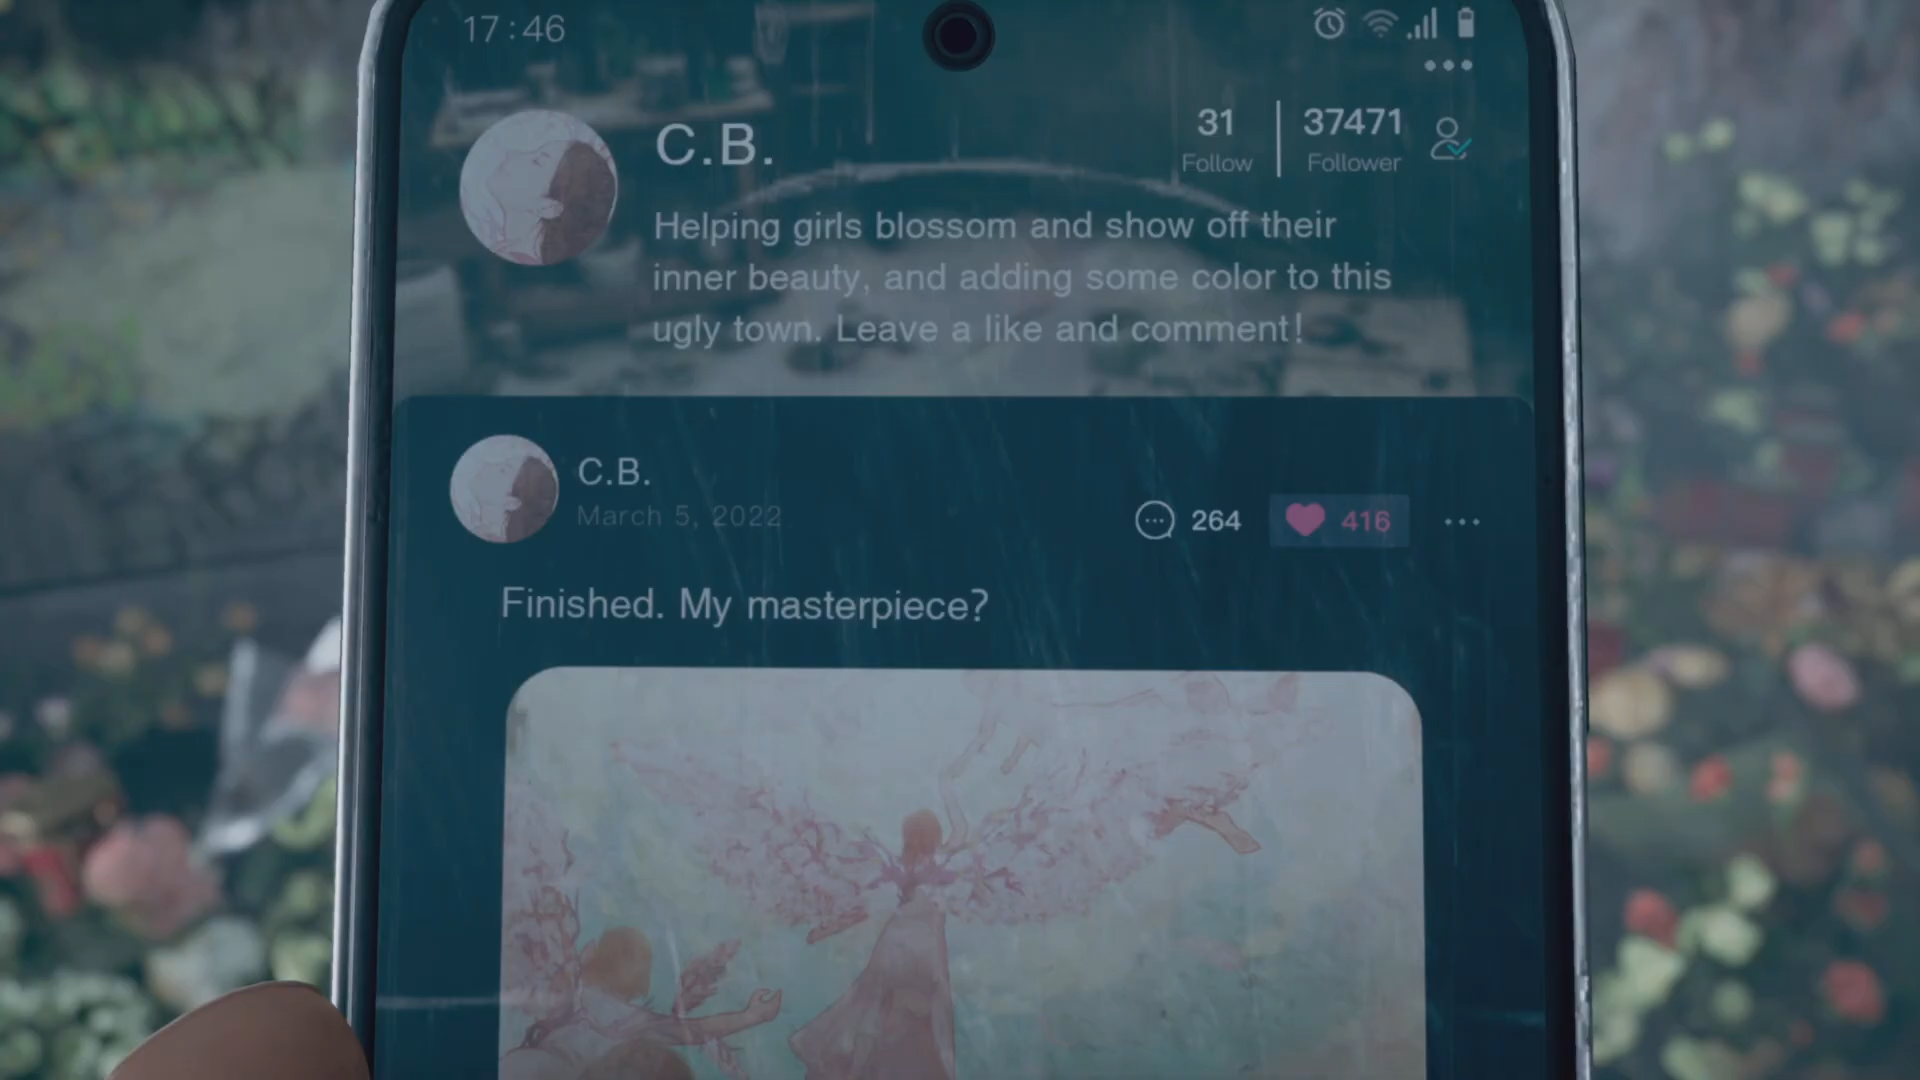 17:46
C.B.
31
Follow
37471
Follower
Helping girls blossom and show off their
inner beauty, and adding some color to this
ugly town. Leave a like and comment!
C.B.
March 5, 2022
264
416
Finished. My masterpiece?